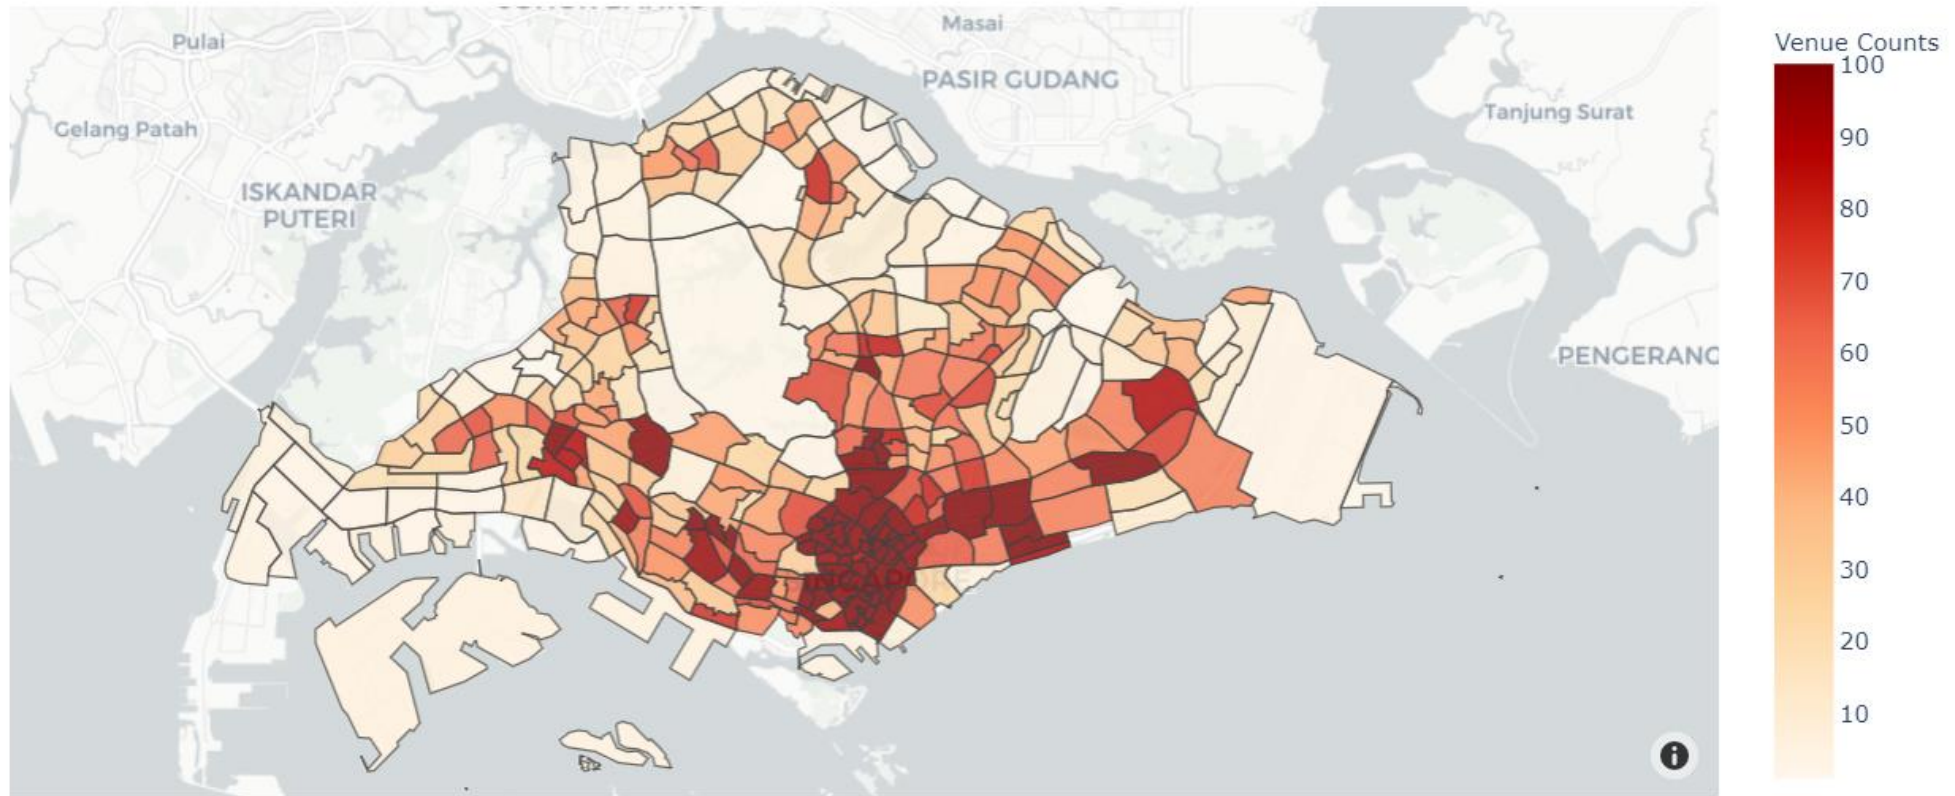 Masai
Pulai
PASIR GUDANG
Gelang Patah
Tanjung Surat
ISKANDAR
PUTERI
PENGERANG
Venue Counts
100
90
80
70
60
50
40
30
20
10